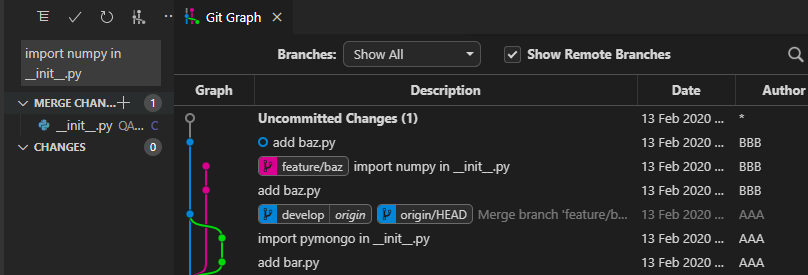 Git Graph
import numpy in
__init__.py
MERGE CHAN... 1
__init__.py QA... C
CHANGES 0
Branches: Show All Show Remote Branches
Graph Description Date Author
Uncommitted Changes (1) 13 Feb 2020 ... *
add baz.py 13 Feb 2020 ... BBB
feature/baz import numpy in __init__.py 13 Feb 2020 ... BBB
add baz.py 13 Feb 2020 ... BBB
develop origin origin/HEAD Merge branch 'feature/b... 13 Feb 2020 ... AAA
import pymongo in __init__.py 13 Feb 2020 ... AAA
add bar.py 13 Feb 2020 ... AAA